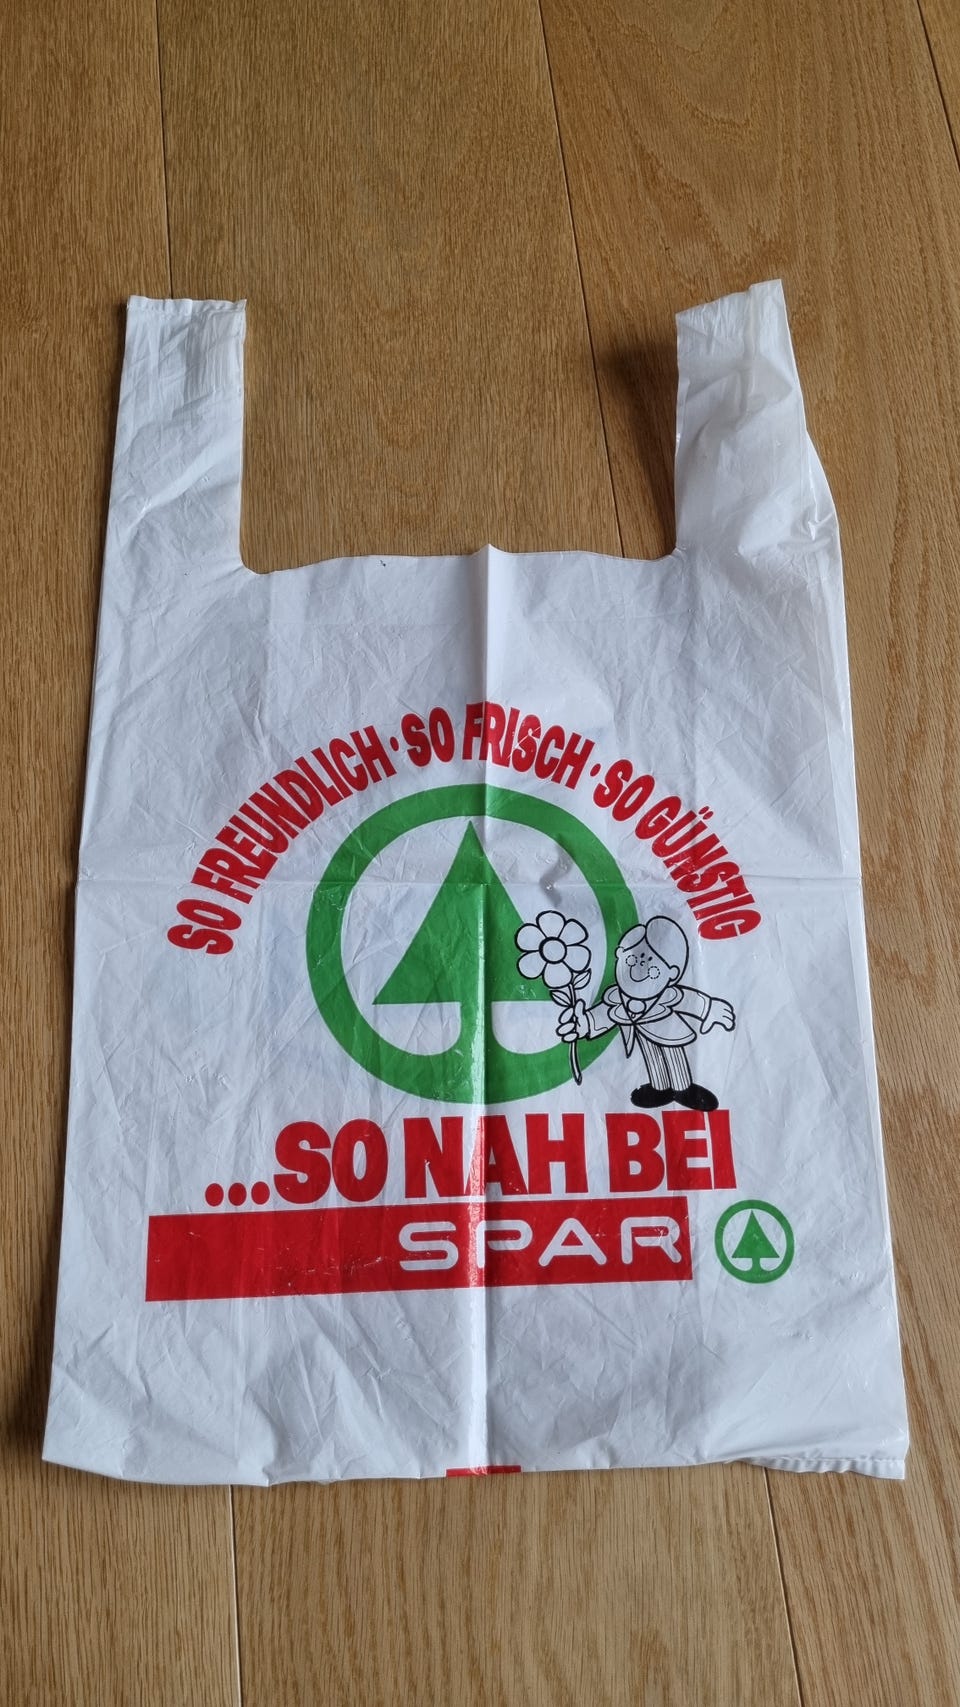 SO FREUNDLICH · SO FRISCH · SO GÜNSTIG
...SO NAH BEI
SPAR